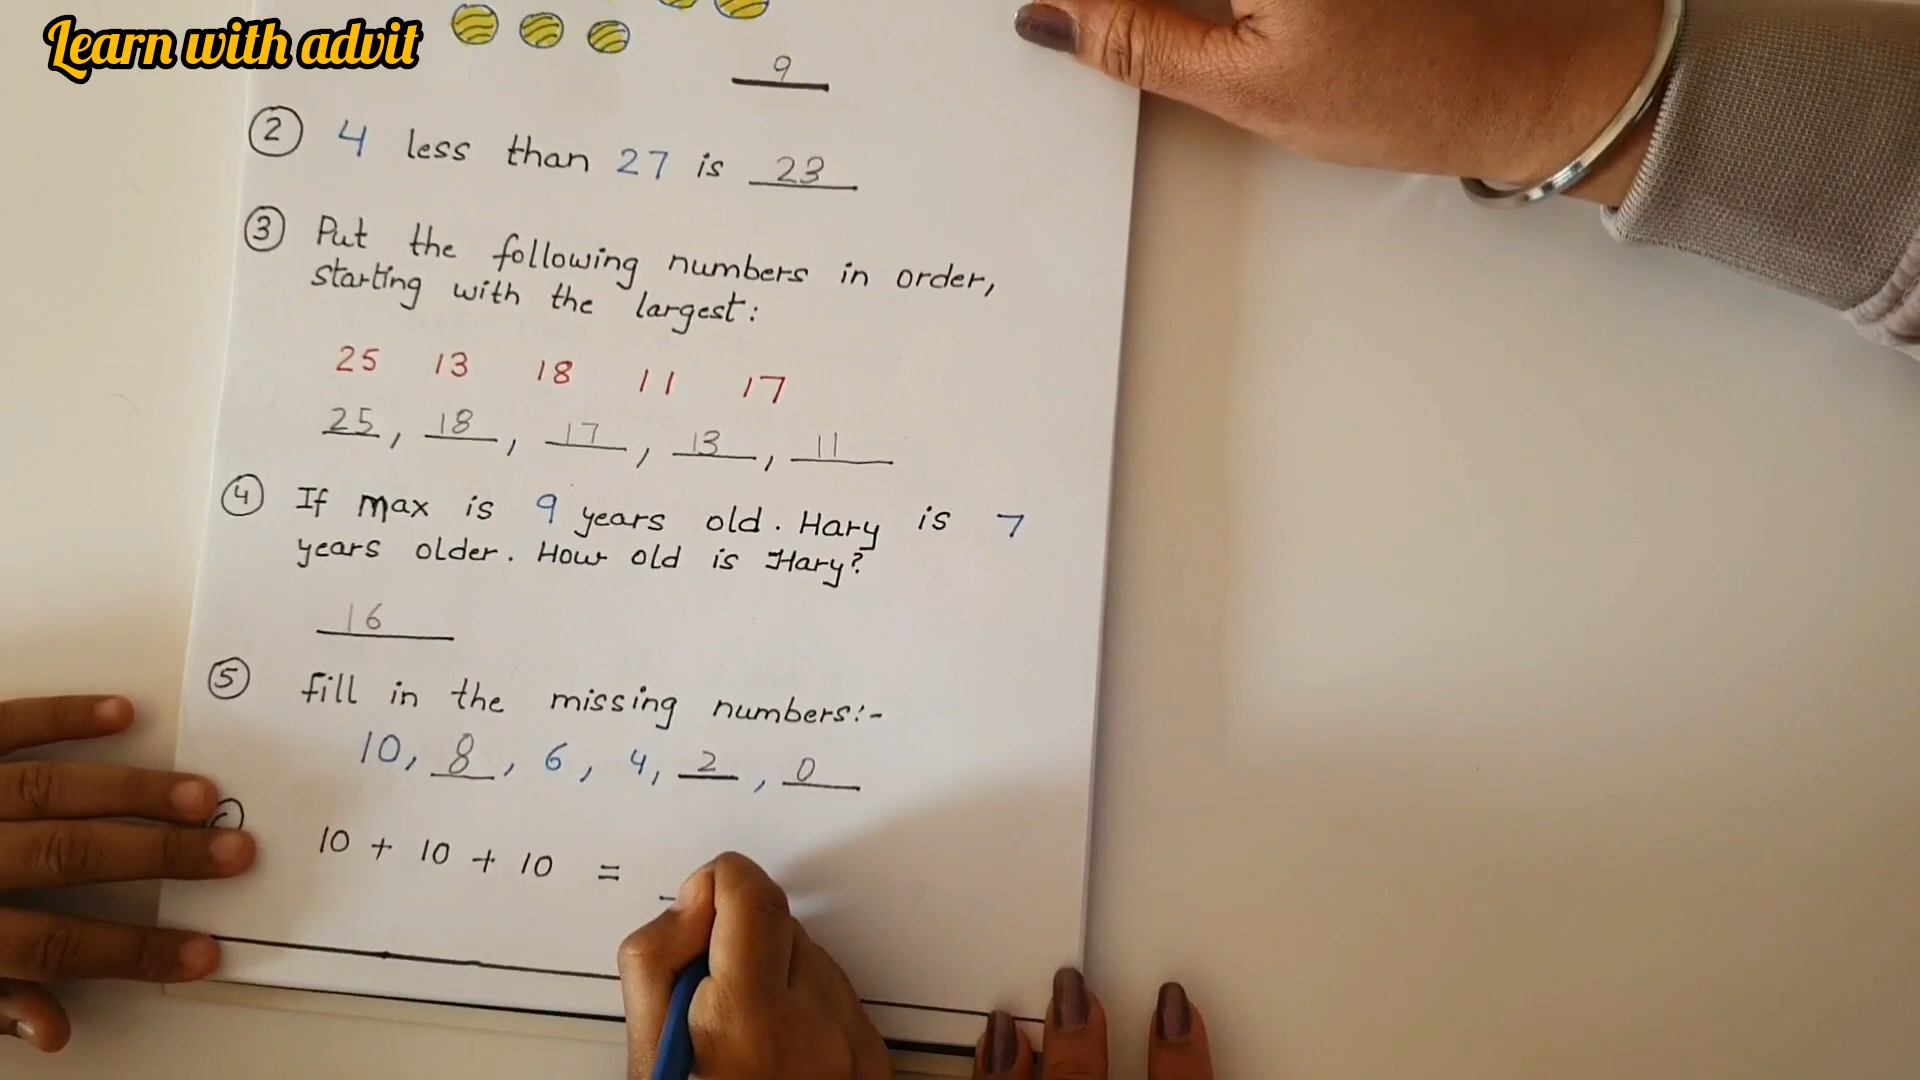 Learn with advit
9
2 4 less than 27 is 23
3 Put the following numbers in order,
starting with the largest:
25 13 18 11 17
25, 18, 17, 13, 11
4 If max is 9 years old. Hary is 7
years older. How old is Hary?
16
5 fill in the missing numbers:-
10, 8, 6, 4, 2, 0
10 + 10 + 10 =